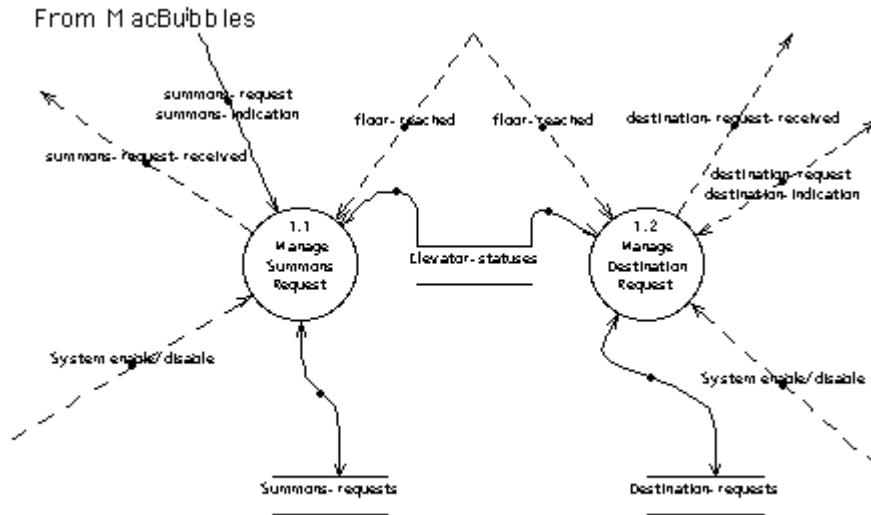 From MacBubbles
summons-request
summons-indication
floor-reached
floor-reached
destination-request-received
summons-request-received
destination-request
destination-indication
1.1
Manage
Summons
Request
Elevator-statuses
1.2
Manage
Destination
Request
System enable/disable
System enable/disable
Summons-requests
Destination-requests